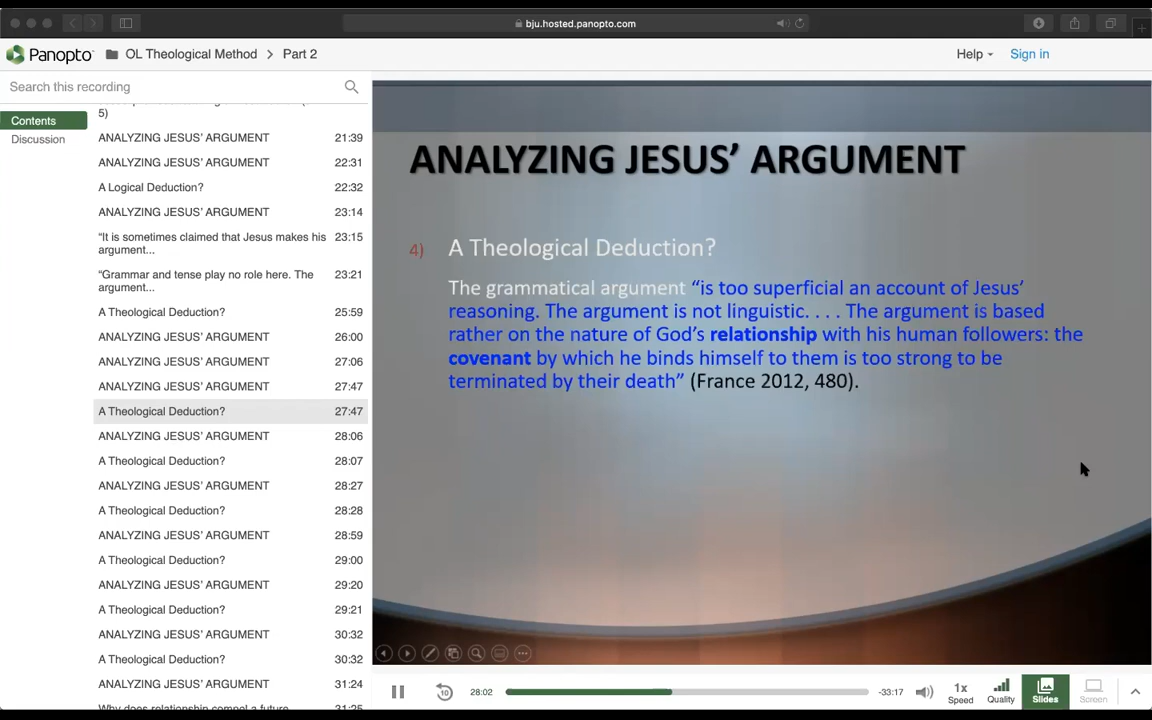 bju.hosted.panopto.com
Panopto
OL Theological Method > Part 2
Help
Sign in
Search this recording
Contents
Discussion
5)
ANALYZING JESUS' ARGUMENT 21:39
ANALYZING JESUS' ARGUMENT 22:31
A Logical Deduction? 22:32
ANALYZING JESUS' ARGUMENT 23:14
“It is sometimes claimed that Jesus makes his 23:15
argument...
“Grammar and tense play no role here. The 23:21
argument...
A Theological Deduction? 25:59
ANALYZING JESUS' ARGUMENT 26:00
ANALYZING JESUS' ARGUMENT 27:06
ANALYZING JESUS' ARGUMENT 27:47
A Theological Deduction? 27:47
ANALYZING JESUS' ARGUMENT 28:06
A Theological Deduction? 28:07
ANALYZING JESUS' ARGUMENT 28:27
A Theological Deduction? 28:28
ANALYZING JESUS' ARGUMENT 28:59
A Theological Deduction? 29:00
ANALYZING JESUS' ARGUMENT 29:20
A Theological Deduction? 29:21
ANALYZING JESUS' ARGUMENT 30:32
A Theological Deduction? 30:32
ANALYZING JESUS' ARGUMENT 31:24
Why does relationship compel a future 31:25
ANALYZING JESUS’ ARGUMENT
4) A Theological Deduction?
The grammatical argument “is too superficial an account of Jesus’
reasoning. The argument is not linguistic. . . . The argument is based
rather on the nature of God’s relationship with his human followers: the
covenant by which he binds himself to them is too strong to be
terminated by their death” (France 2012, 480).
10
28:02
-33:17
1x
Speed
Quality
Slides
Screen